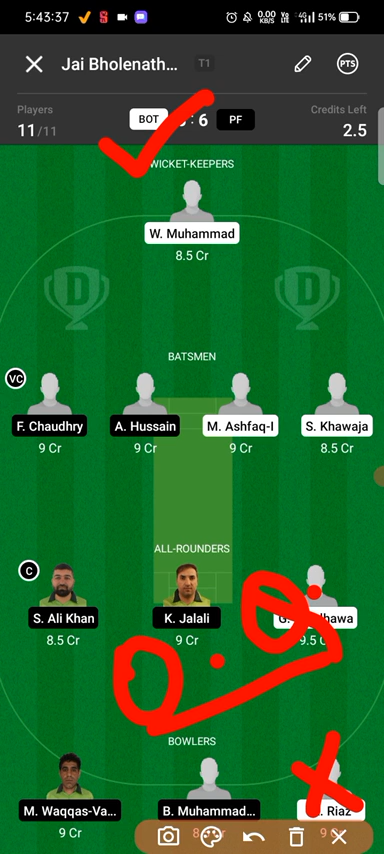 5:43:37 0.00 KB/S 4G 51%
Jai Bholenath... T1 PTS
Players Credits Left
11/11 BOT : 6 PF 2.5
WICKET-KEEPERS
W. Muhammad
8.5 Cr
BATSMEN
VC
F. Chaudhry A. Hussain M. Ashfaq-I S. Khawaja
9 Cr 9 Cr 9 Cr 8.5 Cr
ALL-ROUNDERS
C
S. Ali Khan K. Jalali
8.5 Cr 9 Cr 9.5
BOWLERS
M. Waqqas-Va... B. Muhammad... Riaz
9 Cr